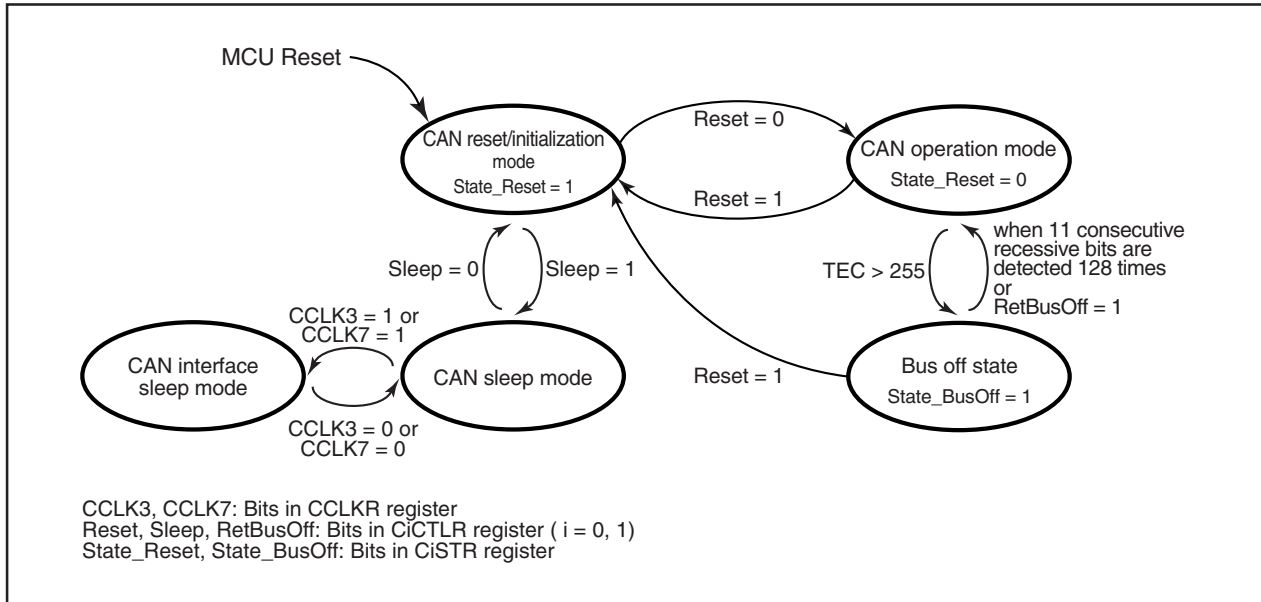 MCU Reset
CAN reset/initialization
mode
State_Reset = 1
Reset = 0
Reset = 1
CAN operation mode
State_Reset = 0
Sleep = 0
Sleep = 1
TEC > 255
when 11 consecutive
recessive bits are
detected 128 times
or
RetBusOff = 1
CCLK3 = 1 or
CCLK7 = 1
CAN interface
sleep mode
CAN sleep mode
CCLK3 = 0 or
CCLK7 = 0
Reset = 1
Bus off state
State_BusOff = 1
CCLK3, CCLK7: Bits in CCLKR register
Reset, Sleep, RetBusOff: Bits in CiCTLR register ( i = 0, 1)
State_Reset, State_BusOff: Bits in CiSTR register